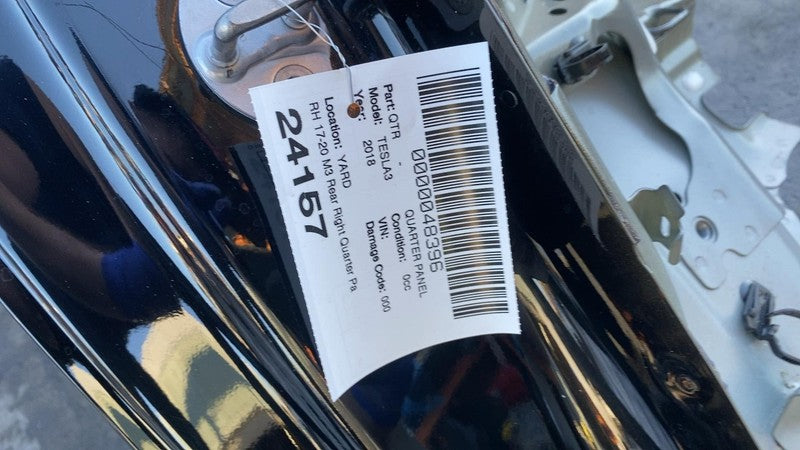 0000048396
Part: QTR - QUARTER PANEL
Model: TESLA3 Condition: 0cc
Year: 2018 VIN:
Damage Code: 000
Location: YARD
RH 17-20 M3 Rear Right Quarter Pa
24157